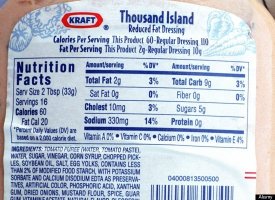 KRAFT
Thousand Island
Reduced Fat Dressing
Calories Per Serving This Product 60-Regular Dressing 110
Fat Per Serving This Product 2g-Regular Dressing 10g
Nutrition
Facts
Serv Size 2 Tbsp (33g)
Servings 16
Calories 60
Fat Cal 20
*Percent Daily Values (DV) are
based on a 2,000 calorie diet.
Amount/Serving %DV* Amount/Serving %DV*
Total Fat 2g 3% Total Carb 9g 3%
Sat Fat 0g 0% Fiber 0g 0%
Cholest 10mg 3% Sugars 5g
Sodium 330mg 14% Protein 0g
Vitamin A 2% • Vitamin C 0% • Calcium 0% • Iron 0% • Vitamin E 4%
INGREDIENTS: TOMATO PUREE (WATER, TOMATO PASTE),
WATER, SUGAR, VINEGAR, CORN SYRUP, CHOPPED PICK-
LES, SOYBEAN OIL, SALT, EGG YOLKS, CONTAINS LESS
THAN 2% OF MODIFIED FOOD STARCH, WITH POTASSIUM
SORBATE AND CALCIUM DISODIUM EDTA AS PRESERVA-
TIVES, ARTIFICIAL COLOR, PHOSPHORIC ACID, XANTHAN
GUM, DRIED ONIONS, MUSTARD FLOUR, SPICE,
04000813500500
Alamy